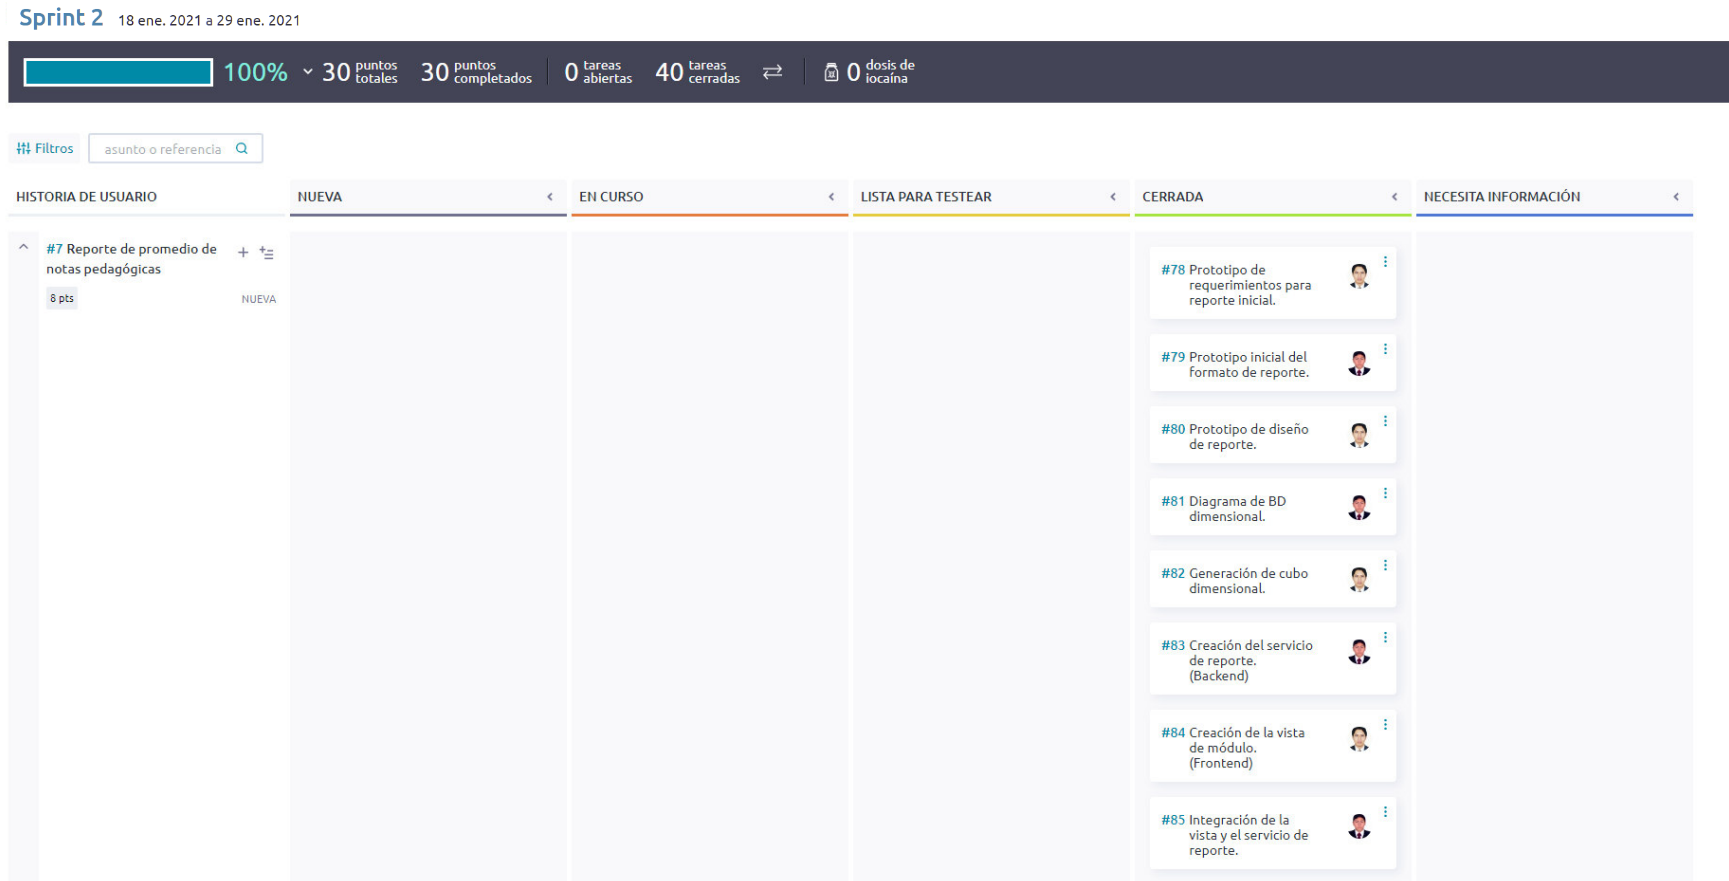 Sprint 2 18 ene. 2021 a 29 ene. 2021
100% 30 puntos totales 30 puntos completados 0 tareas abiertas 40 tareas cerradas 0 dosis de iocaína
Filtros asunto o referencia
HISTORIA DE USUARIO NUEVA EN CURSO LISTA PARA TESTEAR CERRADA NECESITA INFORMACIÓN
#7 Reporte de promedio de
notas pedagógicas
8 pts NUEVA
#78 Prototipo de
requerimientos para
reporte inicial.
#79 Prototipo inicial del
formato de reporte.
#80 Prototipo de diseño
de reporte.
#81 Diagrama de BD
dimensional.
#82 Generación de cubo
dimensional.
#83 Creación del servicio
de reporte.
(Backend)
#84 Creación de la vista
de módulo.
(Frontend)
#85 Integración de la
vista y el servicio de
reporte.